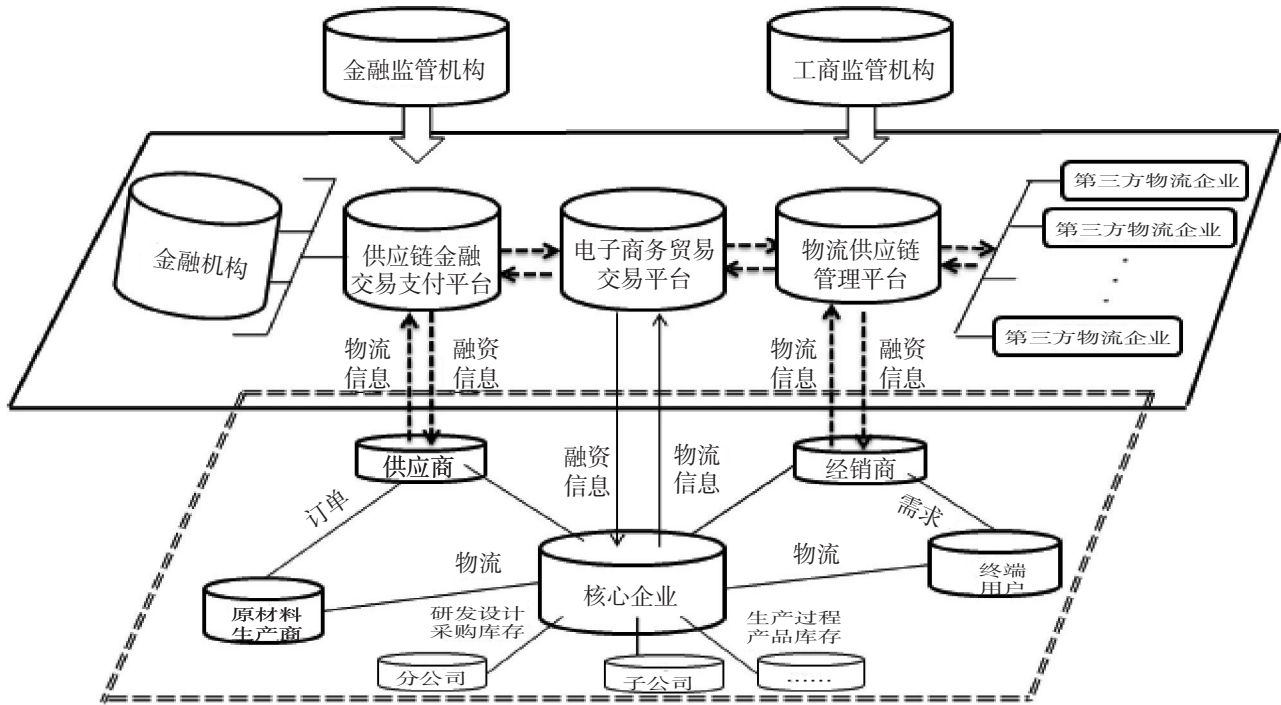 金融监管机构
工商监管机构
金融机构
供应链金融
交易支付平台
电子商务贸易
交易平台
物流供应链
管理平台
第三方物流企业
第三方物流企业
第三方物流企业
物流
信息
融资
信息
物流
信息
融资
信息
供应商
融资
信息
物流
信息
经销商
订单
需求
原材料
生产商
物流
核心企业
物流
终端
用户
研发设计
采购库存
生产过程
产品库存
分公司
子公司
......